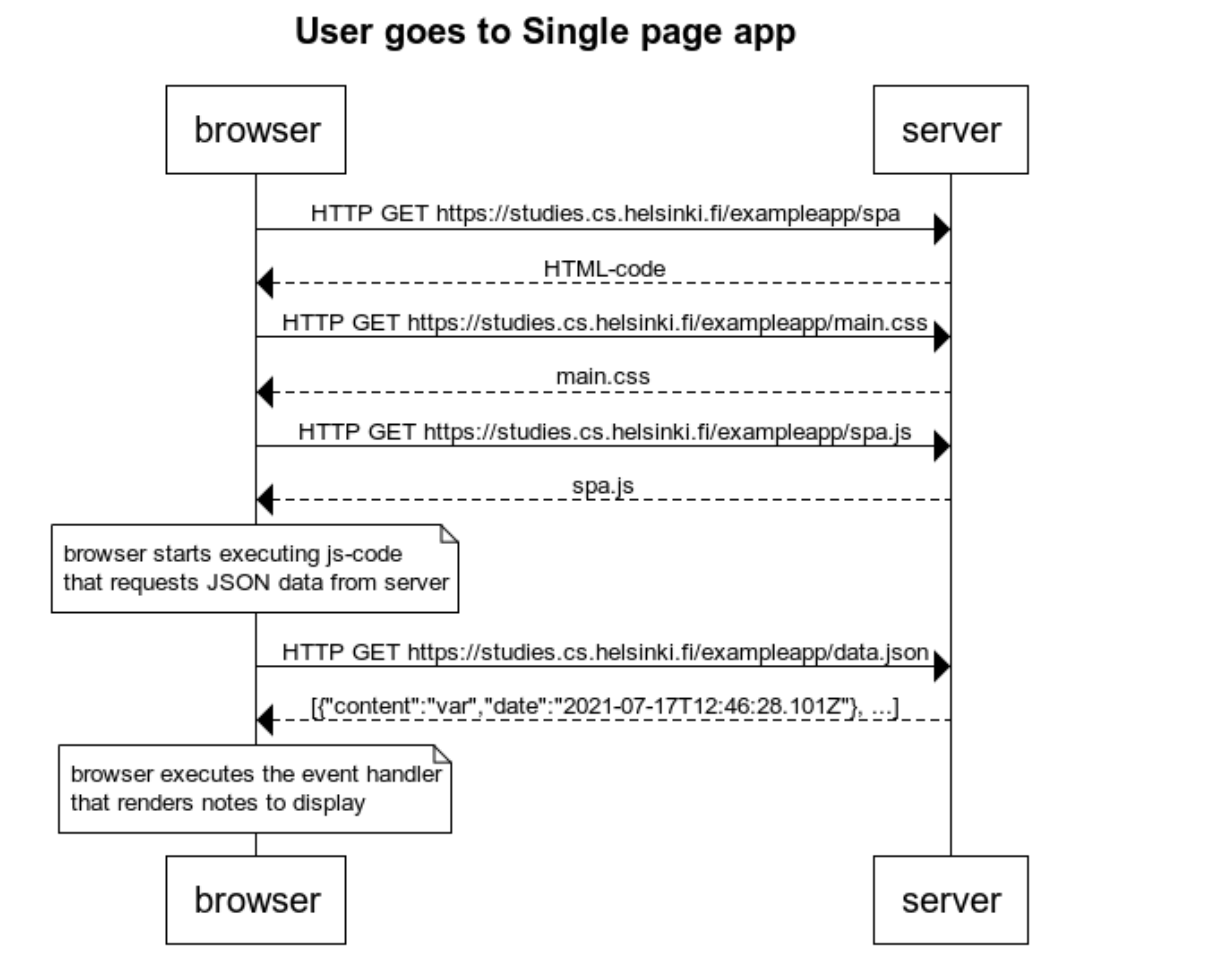 User goes to Single page app
browser
server
HTTP GET https://studies.cs.helsinki.fi/exampleapp/spa
HTML-code
HTTP GET https://studies.cs.helsinki.fi/exampleapp/main.css
main.css
HTTP GET https://studies.cs.helsinki.fi/exampleapp/spa.js
spa.js
browser starts executing js-code
that requests JSON data from server
HTTP GET https://studies.cs.helsinki.fi/exampleapp/data.json
[{"content":"var","date":"2021-07-17T12:46:28.101Z"}, ...]
browser executes the event handler
that renders notes to display
browser
server